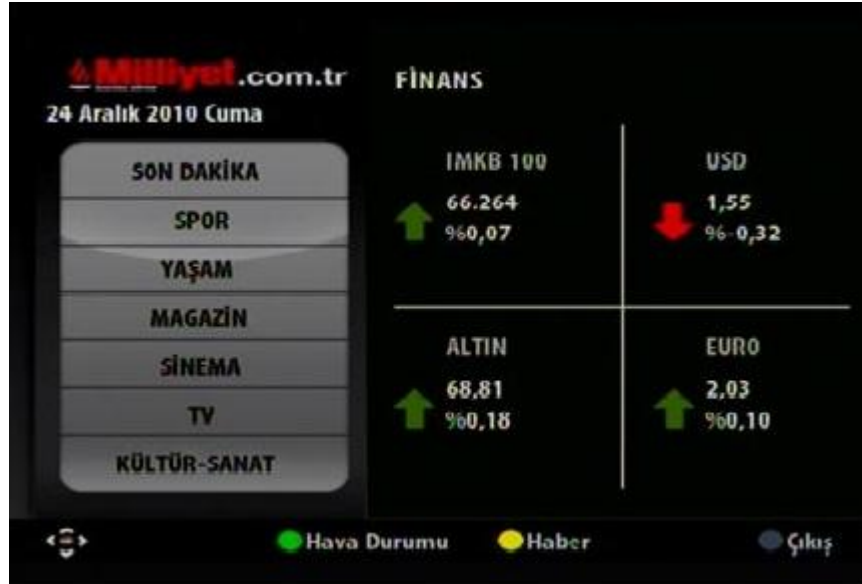 Milliyet.com.tr
24 Aralık 2010 Cuma
SON DAKİKA
SPOR
YAŞAM
MAGAZİN
SİNEMA
TV
KÜLTÜR-SANAT
FİNANS
IMKB 100
66.264
%0,07
USD
1,55
%-0,32
ALTIN
68,81
%0,18
EURO
2,03
%0,10
Hava Durumu
Haber
Çıkış